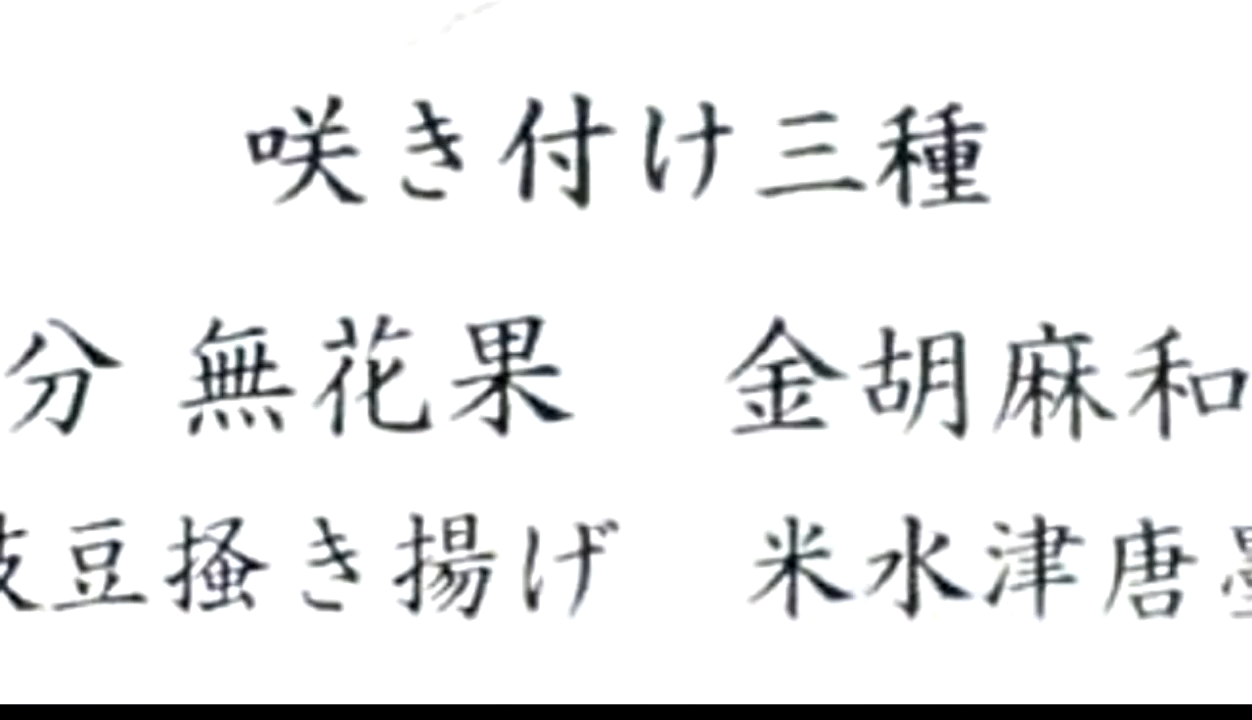 咲き付け三種
分 無花果　金胡麻和
豆掻き揚げ　米水津唐